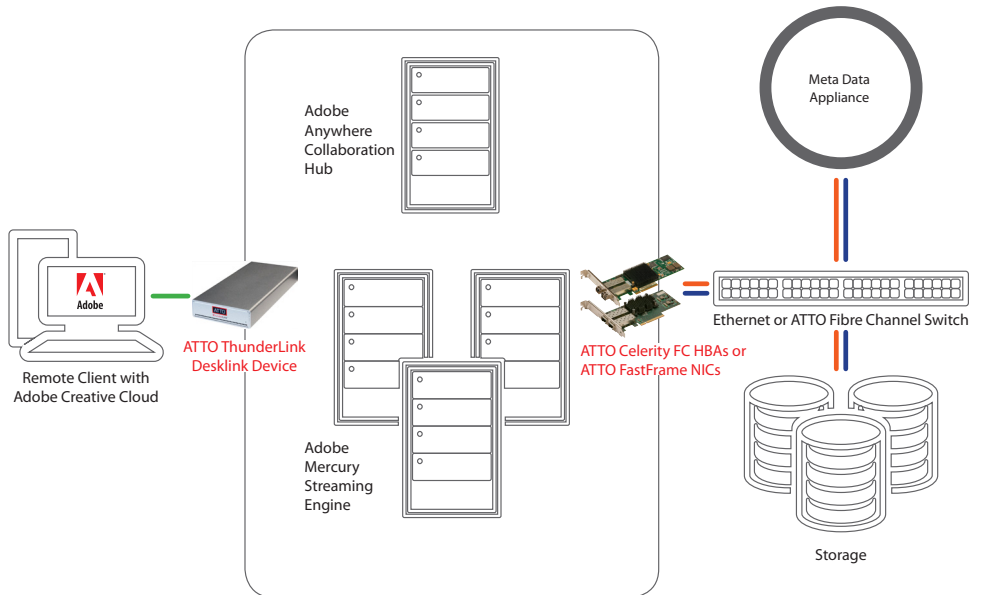 Meta Data
Appliance
Adobe
Anywhere
Collaboration
Hub
Adobe
ATTO
Ethernet or ATTO Fibre Channel Switch
ATTO ThunderLink
Desklink Device
ATTO Celerity FC HBAs or
ATTO FastFrame NICs
Remote Client with
Adobe Creative Cloud
Adobe
Mercury
Streaming
Engine
Storage